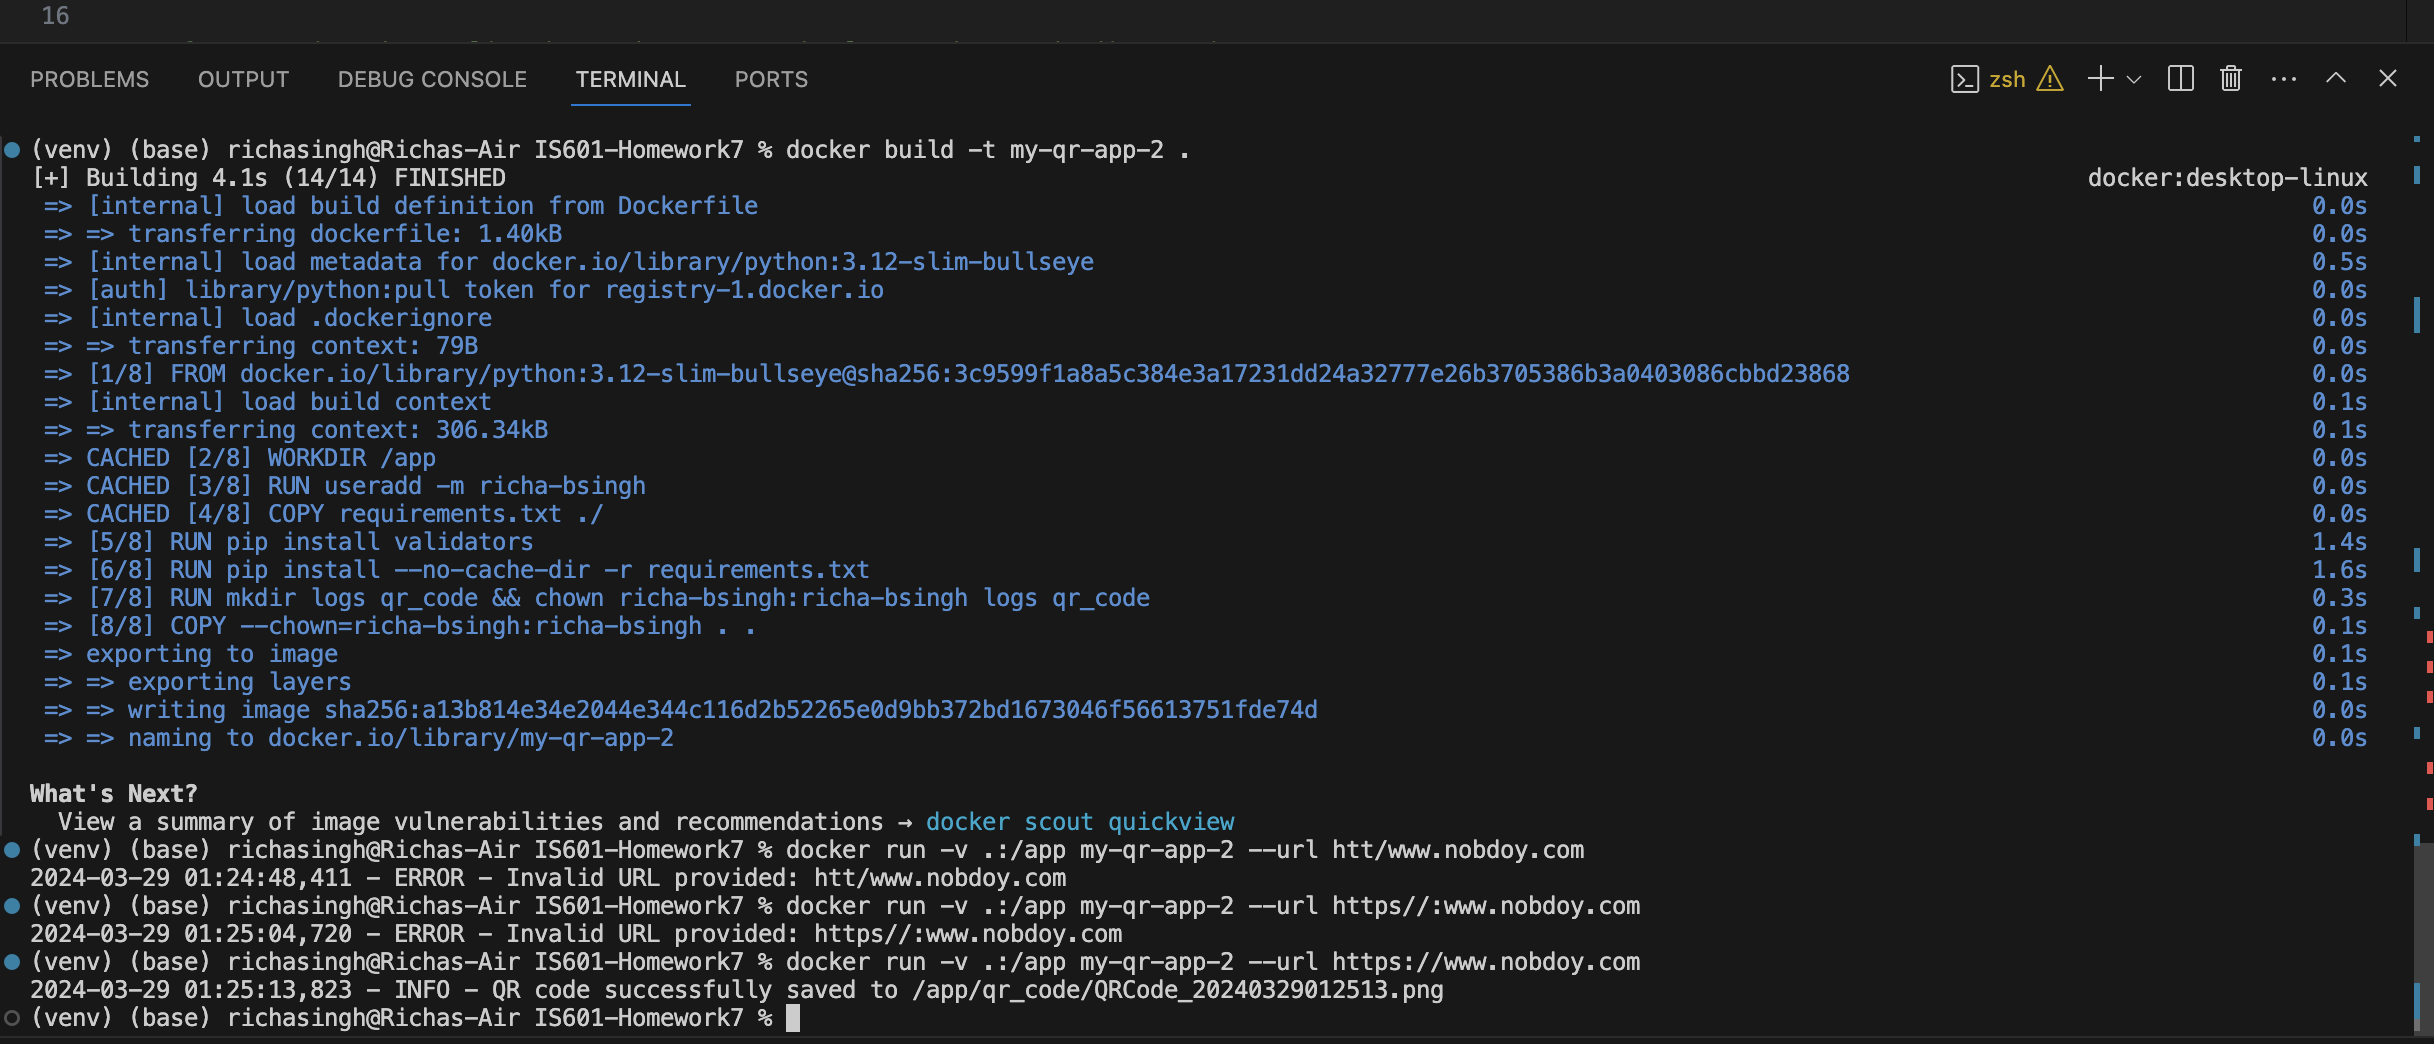 16
PROBLEMS OUTPUT DEBUG CONSOLE TERMINAL PORTS zsh
(venv) (base) richasingh@Richas-Air IS601-Homework7 % docker build -t my-qr-app-2 .
[+] Building 4.1s (14/14) FINISHED docker:desktop-linux
=> [internal] load build definition from Dockerfile 0.0s
=> => transferring dockerfile: 1.40kB 0.0s
=> [internal] load metadata for docker.io/library/python:3.12-slim-bullseye 0.5s
=> [auth] library/python:pull token for registry-1.docker.io 0.0s
=> [internal] load .dockerignore 0.0s
=> => transferring context: 79B 0.0s
=> [1/8] FROM docker.io/library/python:3.12-slim-bullseye@sha256:3c9599f1a8a5c384e3a17231dd24a32777e26b3705386b3a0403086cbbd23868 0.0s
=> [internal] load build context 0.1s
=> => transferring context: 306.34kB 0.1s
=> CACHED [2/8] WORKDIR /app 0.0s
=> CACHED [3/8] RUN useradd -m richa-bsingh 0.0s
=> CACHED [4/8] COPY requirements.txt ./ 0.0s
=> [5/8] RUN pip install validators 1.4s
=> [6/8] RUN pip install --no-cache-dir -r requirements.txt 1.6s
=> [7/8] RUN mkdir logs qr_code && chown richa-bsingh:richa-bsingh logs qr_code 0.3s
=> [8/8] COPY --chown=richa-bsingh:richa-bsingh . . 0.1s
=> exporting to image 0.1s
=> => exporting layers 0.1s
=> => writing image sha256:a13b814e34e2044e344c116d2b52265e0d9bb372bd1673046f56613751fde74d 0.0s
=> => naming to docker.io/library/my-qr-app-2 0.0s
What's Next?
View a summary of image vulnerabilities and recommendations → docker scout quickview
(venv) (base) richasingh@Richas-Air IS601-Homework7 % docker run -v .:/app my-qr-app-2 --url htt/www.nobdoy.com
2024-03-29 01:24:48,411 - ERROR - Invalid URL provided: htt/www.nobdoy.com
(venv) (base) richasingh@Richas-Air IS601-Homework7 % docker run -v .:/app my-qr-app-2 --url https//:www.nobdoy.com
2024-03-29 01:25:04,720 - ERROR - Invalid URL provided: https//:www.nobdoy.com
(venv) (base) richasingh@Richas-Air IS601-Homework7 % docker run -v .:/app my-qr-app-2 --url https://www.nobdoy.com
2024-03-29 01:25:13,823 - INFO - QR code successfully saved to /app/qr_code/QRCode_20240329012513.png
(venv) (base) richasingh@Richas-Air IS601-Homework7 %